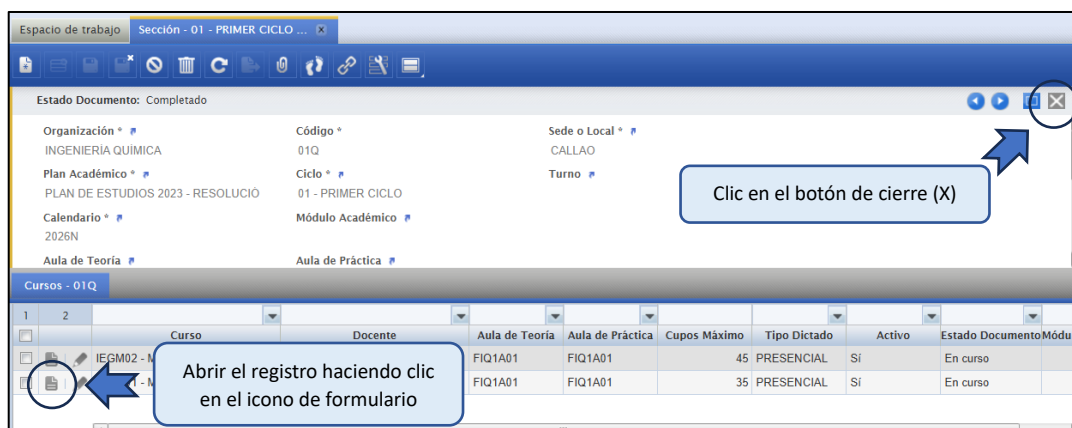 Espacio de trabajo Sección - 01 - PRIMER CICLO ...
Estado Documento: Completado
Organización * Código * Sede o Local *
INGENIERÍA QUÍMICA 01Q CALLAO
Plan Académico * Ciclo * Turno
PLAN DE ESTUDIOS 2023 - RESOLUCIÓ 01 - PRIMER CICLO
Clic en el botón de cierre (X)
Calendario * Módulo Académico
2026N
Aula de Teoría Aula de Práctica
Cursos - 01Q
1 2
Curso Docente Aula de Teoría Aula de Práctica Cupos Máximo Tipo Dictado Activo Estado Documento Módu
IEGM02 - M FIQ1A01 FIQ1A01 45 PRESENCIAL Sí En curso
1 - M FIQ1A01 FIQ1A01 35 PRESENCIAL Sí En curso
Abrir el registro haciendo clic
en el icono de formulario